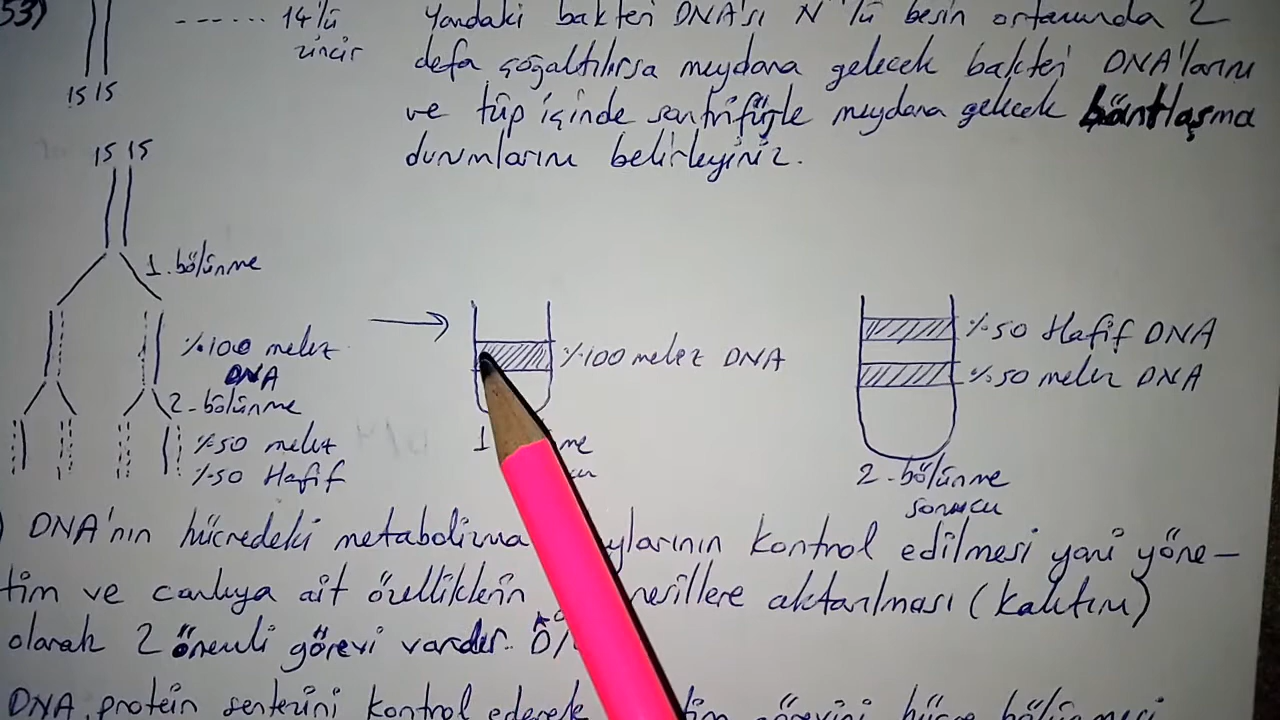 53)
------ 14'lü zincir
Yandaki bakteri DNA'sı N'lü besin ortamında 2
defa çoğaltılırsa meydana gelecek bakteri DNA'larını
ve tüp içinde santrifüjle meydana gelecek bantlaşma
durumlarını belirleyiniz.
15 15
15 15
1.bölünme
%100 melez
DNA
2-bölünme
%50 melez
%50 Hafif
%100 melez DNA
1
%50 Hafif DNA
%50 melez DNA
2-bölünme
sonucu
DNA'nın hücredeki metabolizma ylarının kontrol edilmesi yani yöne-
tim ve canlıya ait özelliklerin nesillere aktarılması (kalıtım)
olarak 2 önemli görevi vardır.
DNA, protein sentezini kontrol ederek